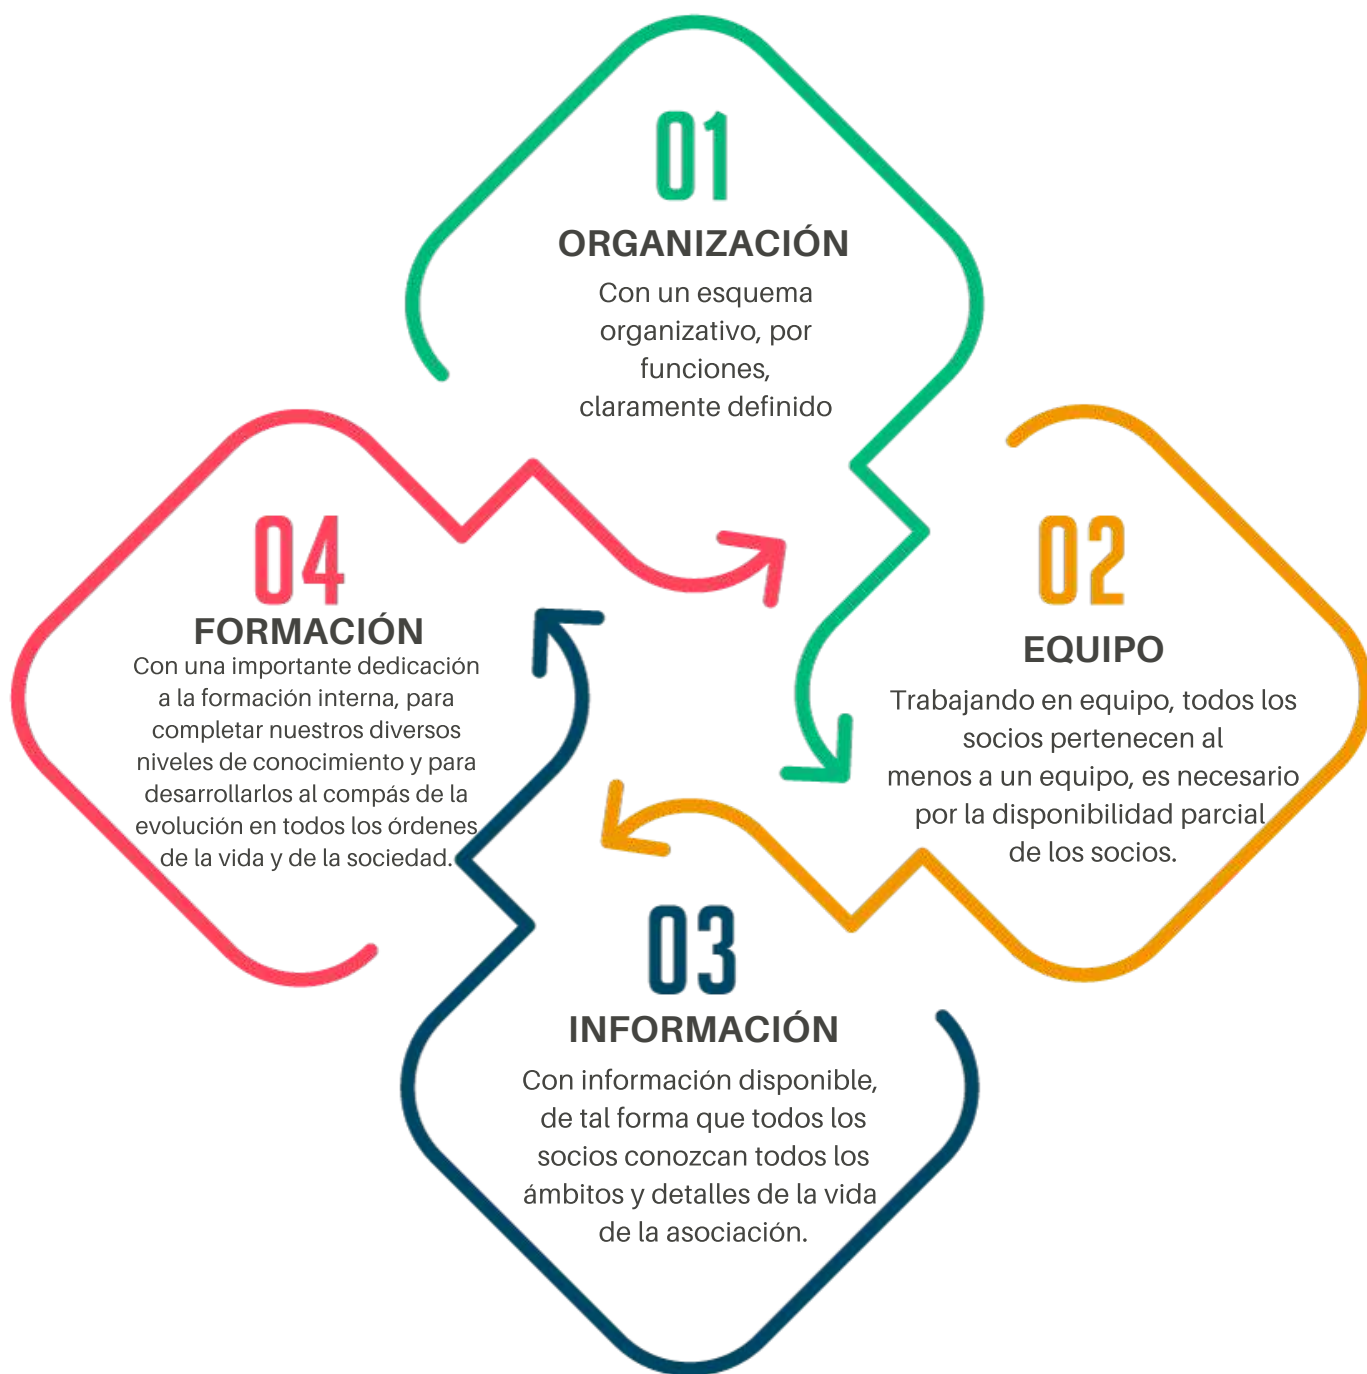 01
ORGANIZACIÓN
Con un esquema
organizativo, por
funciones,
claramente definido
02
EQUIPO
Trabajando en equipo, todos los
socios pertenecen al
menos a un equipo, es necesario
por la disponibilidad parcial
de los socios.
03
INFORMACIÓN
Con información disponible,
de tal forma que todos los
socios conozcan todos los
ámbitos y detalles de la vida
de la asociación.
04
FORMACIÓN
Con una importante dedicación
a la formación interna, para
completar nuestros diversos
niveles de conocimiento y para
desarrollarlos al compás de la
evolución en todos los órdenes
de la vida y de la sociedad.